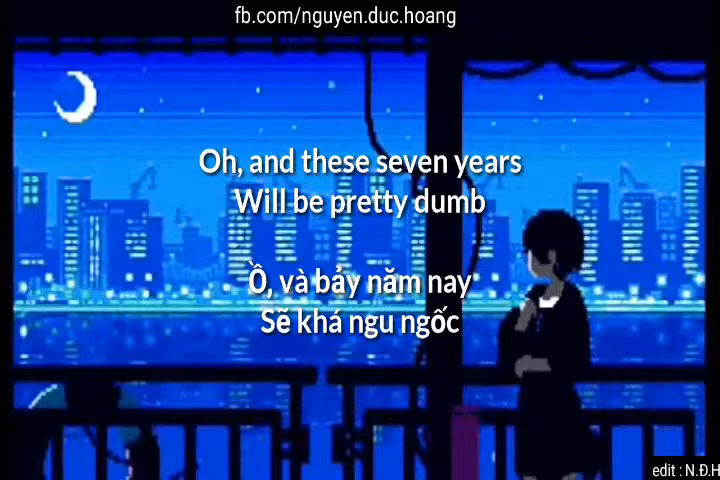 fb.com/nguyen.duc.hoang
Oh, and these seven years
Will be pretty dumb
Ồ, và bảy năm nay
Sẽ khá ngu ngốc
edit : N.Đ.H